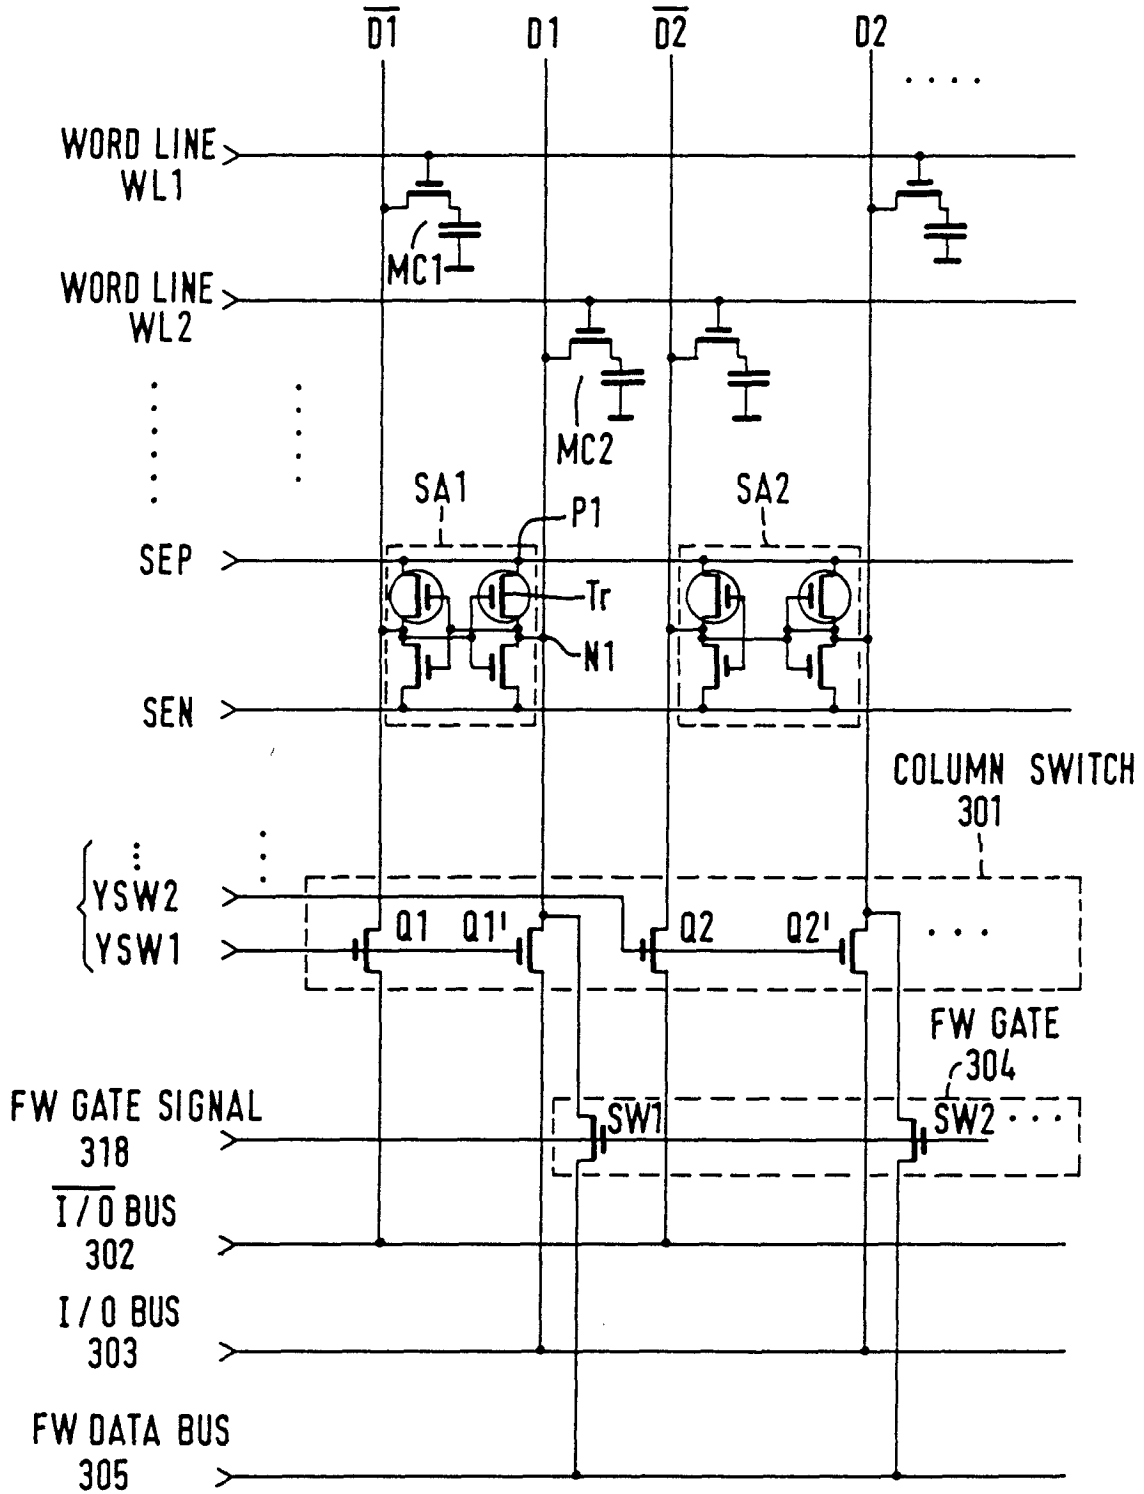 D1 D1 D2 D2
WORD LINE
WL1
MC1
WORD LINE
WL2
MC2
SA1 SA2
P1
SEP
Tr
N1
SEN
COLUMN SWITCH
301
YSW2
YSW1
Q1 Q1' Q2 Q2'
FW GATE
304
FW GATE SIGNAL
318
SW1 SW2
I/O BUS
302
I/O BUS
303
FW DATA BUS
305